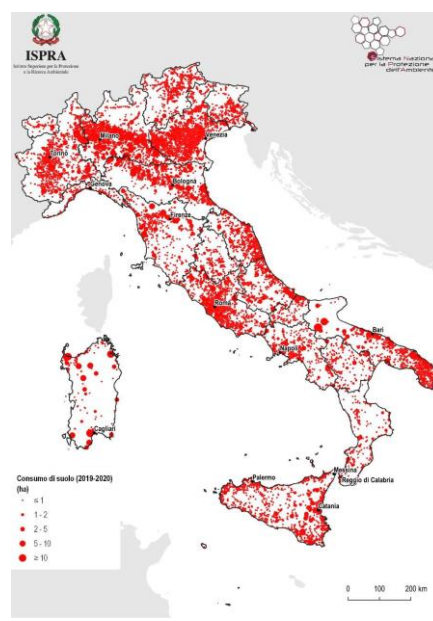 ISPRA
Istituto Superiore per la Protezione
e la Ricerca Ambientale
Sistema Nazionale
per la Protezione
dell'Ambiente
Milano
Venezia
Torino
Genova
Bologna
Firenze
Roma
Bari
Napoli
Cagliari
Palermo
Messina
Reggio di Calabria
Catania
Consumo di suolo (2019-2020)
(ha)
≤ 1
1 - 2
2 - 5
5 - 10
≥ 10
0 100 200 km